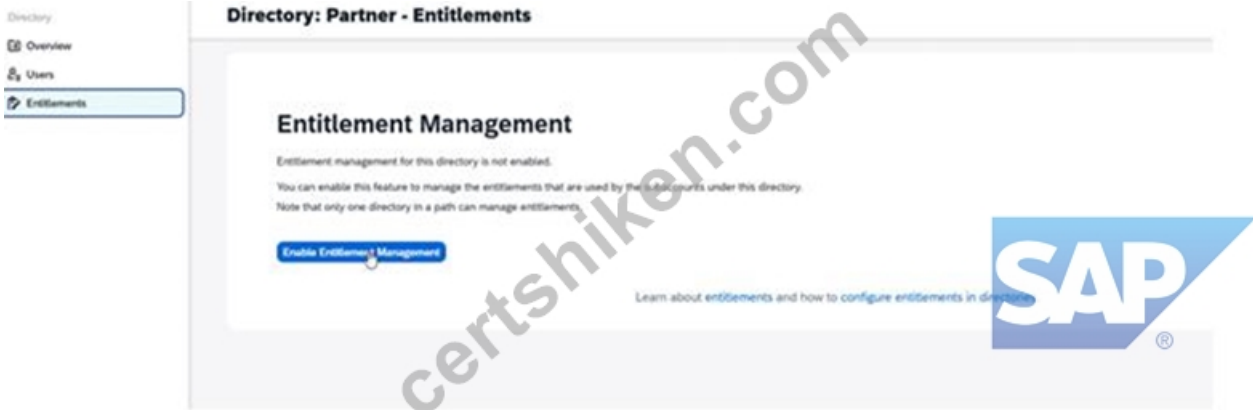 Directory
Directory: Partner - Entitlements
Overview
Users
Entitlements
Entitlement Management
Entitlement management for this directory is not enabled.
You can enable this feature to manage the entitlements that are used by the subaccounts under this directory.
Note that only one directory in a path can manage entitlements.
Enable Entitlement Management
Learn about entitlements and how to configure entitlements in directories
SAP
®
certshiken.com